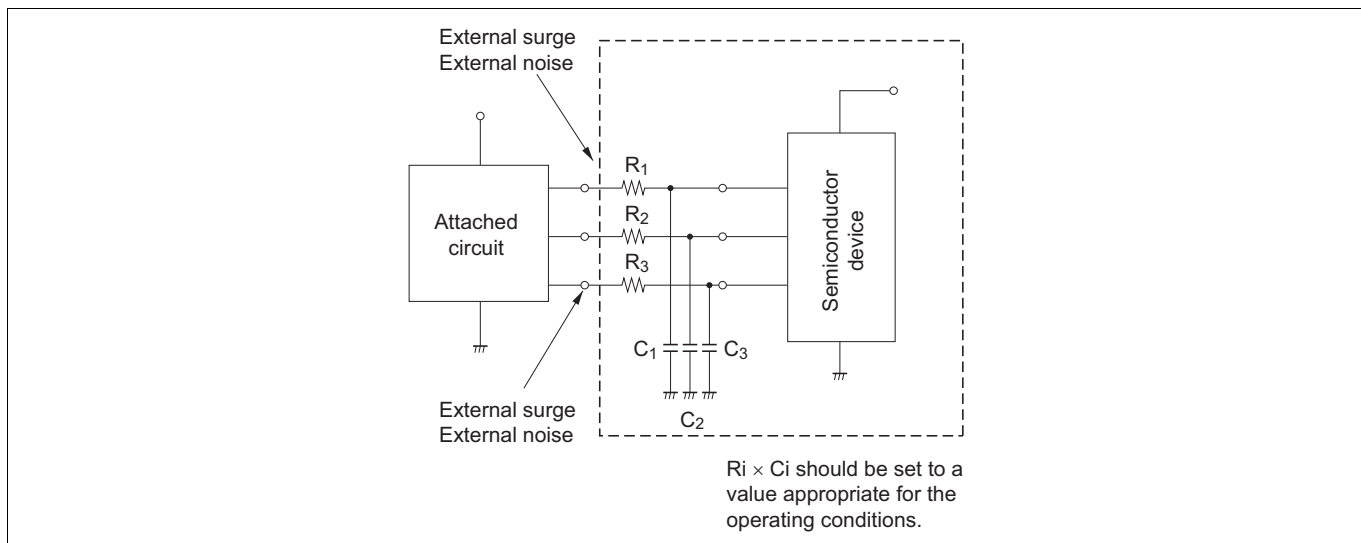 External surge
External noise
R1
R2
R3
Attached
circuit
Semiconductor
device
C1
C3
C2
External surge
External noise
Ri × Ci should be set to a
value appropriate for the
operating conditions.